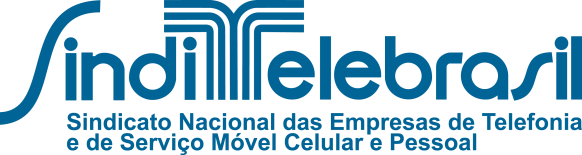 SindiTelebrasil
Sindicato Nacional das Empresas de Telefonia
e de Serviço Móvel Celular e Pessoal